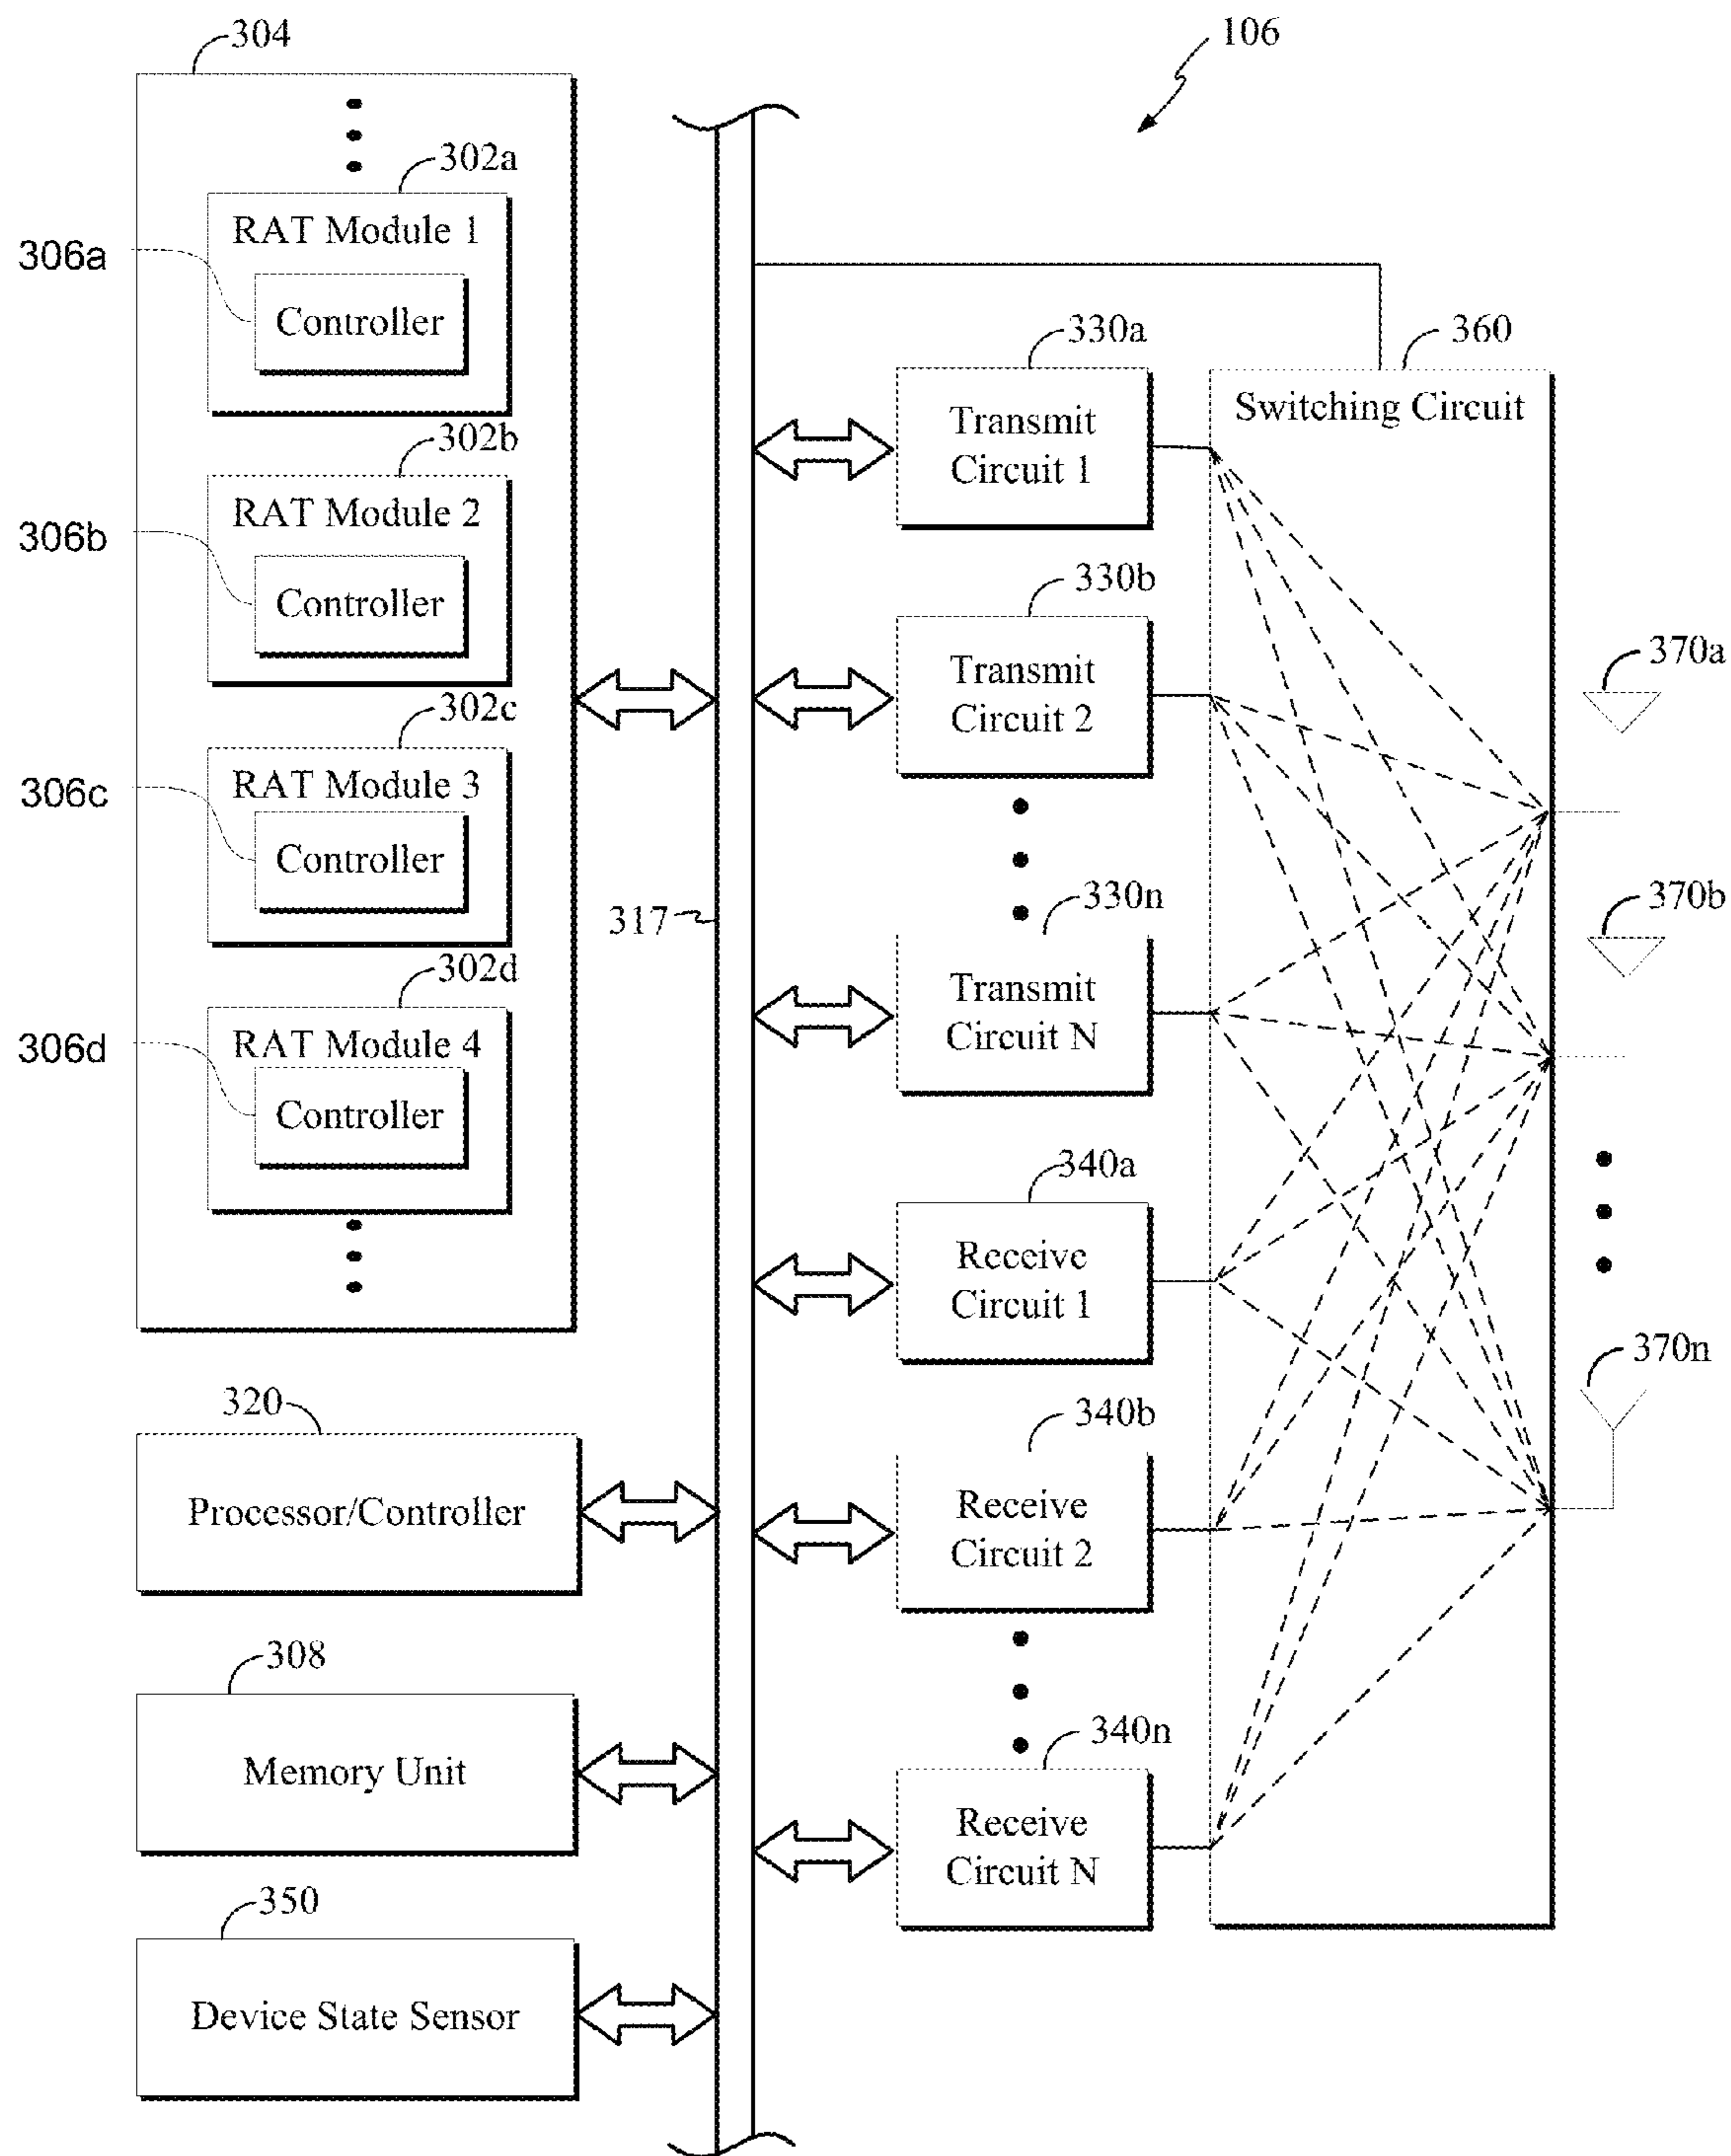 304
106
302a
RAT Module 1
306a
Controller
302b
RAT Module 2
306b
Controller
302c
RAT Module 3
306c
Controller
302d
RAT Module 4
306d
Controller
320
Processor/Controller
308
Memory Unit
350
Device State Sensor
317
330a
Transmit
Circuit 1
330b
Transmit
Circuit 2
330n
Transmit
Circuit N
340a
Receive
Circuit 1
340b
Receive
Circuit 2
340n
Receive
Circuit N
360
Switching Circuit
370a
370b
370n